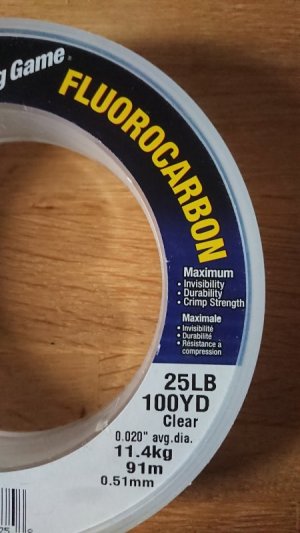 g Game
FLUOROCARBON
Maximum
• Invisibility
• Durability
• Crimp Strength
Maximale
• Invisibilité
• Durabilité
• Résistance à
compression
25LB
100YD
Clear
0.020" avg.dia.
11.4kg
91m
0.51mm